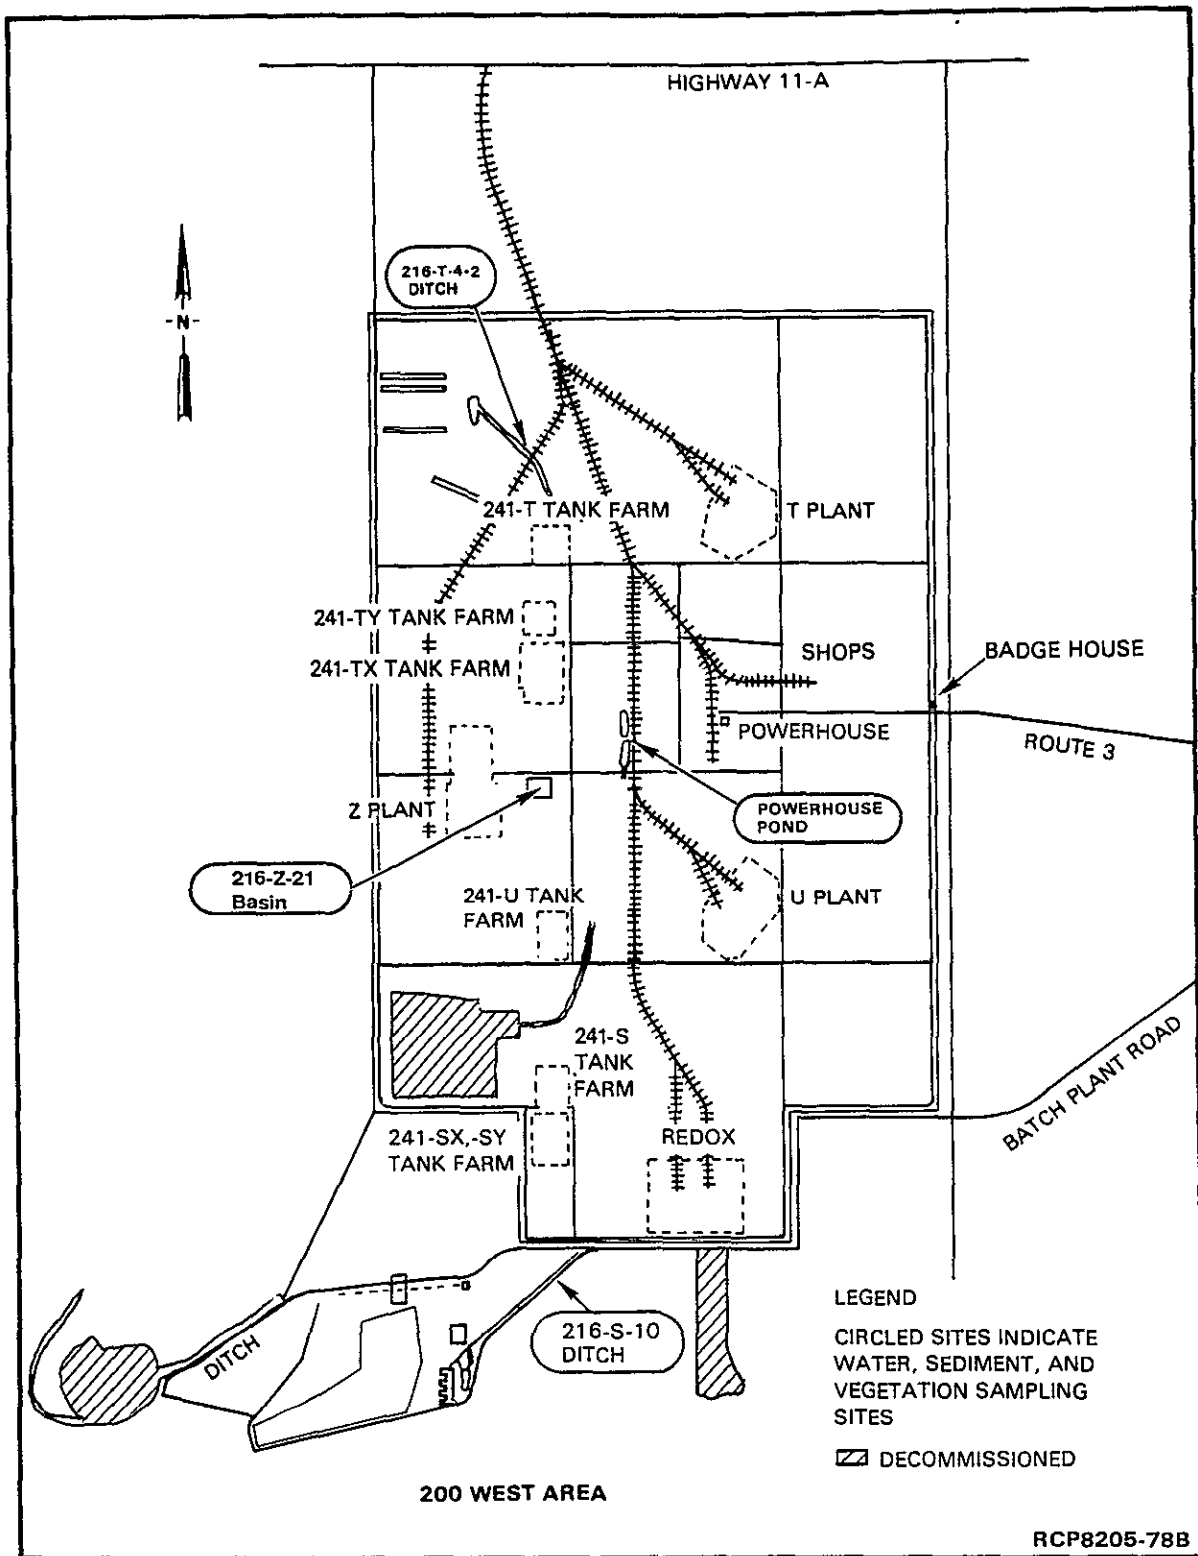 HIGHWAY 11-A
216-T-4-2
DITCH
-N-
241-T TANK FARM
T PLANT
241-TY TANK FARM
SHOPS
BADGE HOUSE
241-TX TANK FARM
POWERHOUSE
ROUTE 3
Z PLANT
POWERHOUSE
POND
216-Z-21
Basin
241-U TANK
FARM
U PLANT
241-S
TANK
FARM
BATCH PLANT ROAD
241-SX,-SY
TANK FARM
REDOX
DITCH
216-S-10
DITCH
LEGEND
CIRCLED SITES INDICATE
WATER, SEDIMENT, AND
VEGETATION SAMPLING
SITES
DECOMMISSIONED
200 WEST AREA
RCP8205-78B